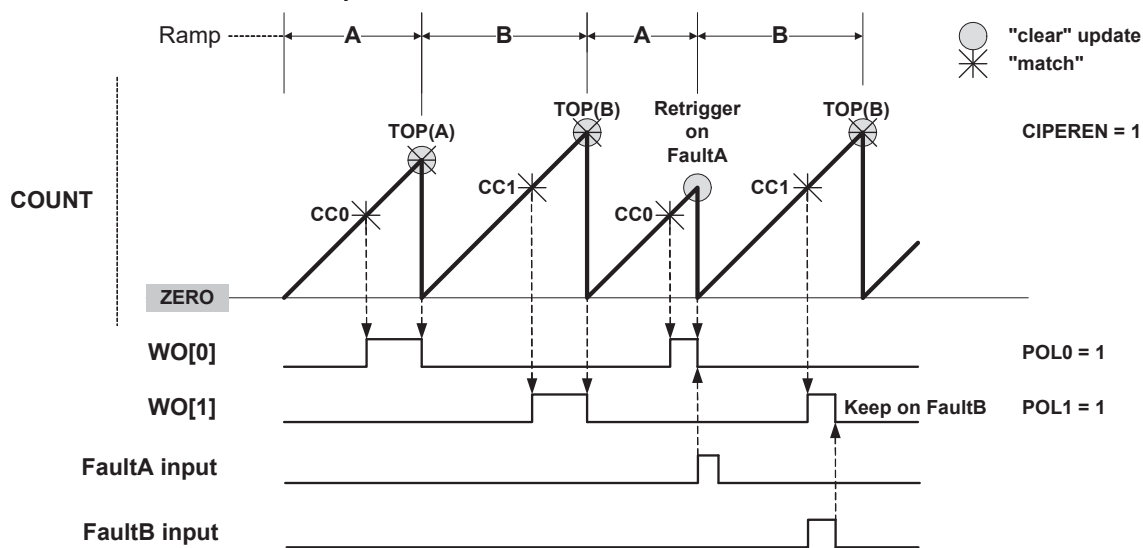 Ramp
A
B
A
B
"clear" update
"match"
TOP(A)
TOP(B)
Retrigger
on
FaultA
TOP(B)
CIPEREN = 1
COUNT
CC0
CC1
CC0
CC1
ZERO
WO[0]
POL0 = 1
WO[1]
Keep on FaultB
POL1 = 1
FaultA input
FaultB input